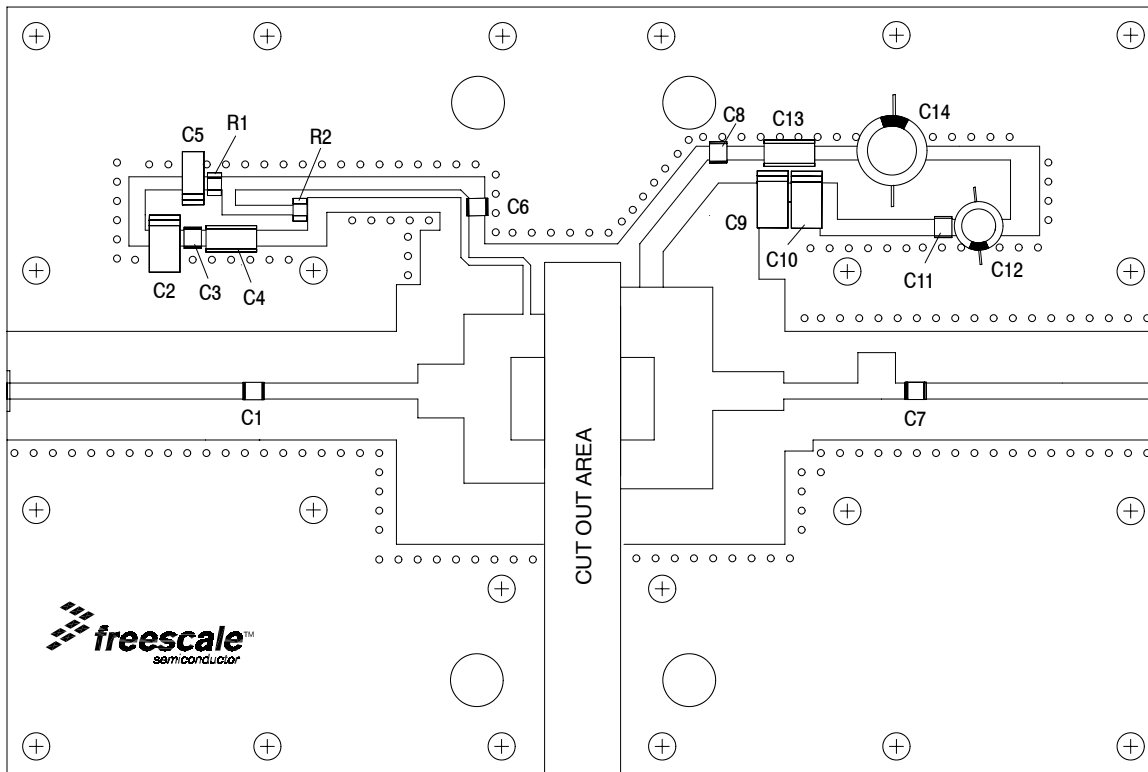 C5
R1
R2
C6
C2
C3
C4
C8
C13
C14
C9
C10
C11
C12
C1
C7
CUT OUT AREA
freescale™
semiconductor